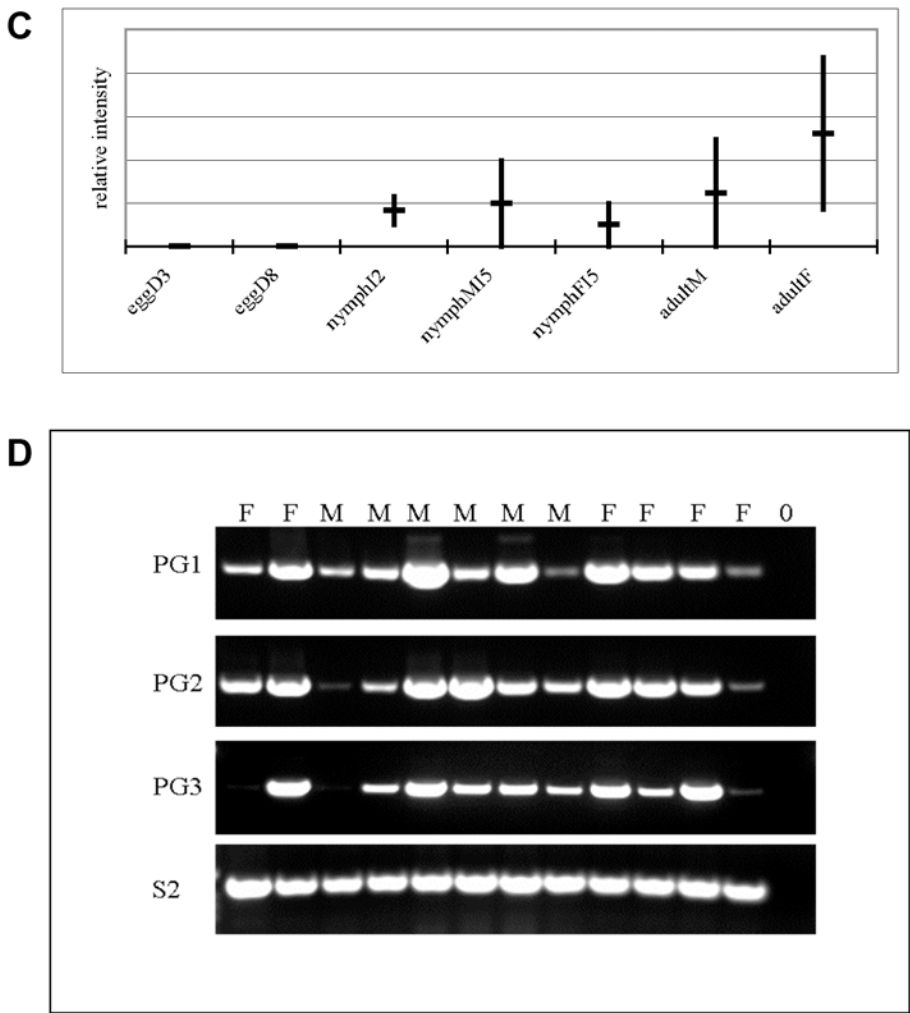 C
relative intensity
eggD3 eggD8 nymphI2 nymphMI5 nymphFI5 adultM adultF
D
F F M M M M M M F F F F 0
PG1
PG2
PG3
S2